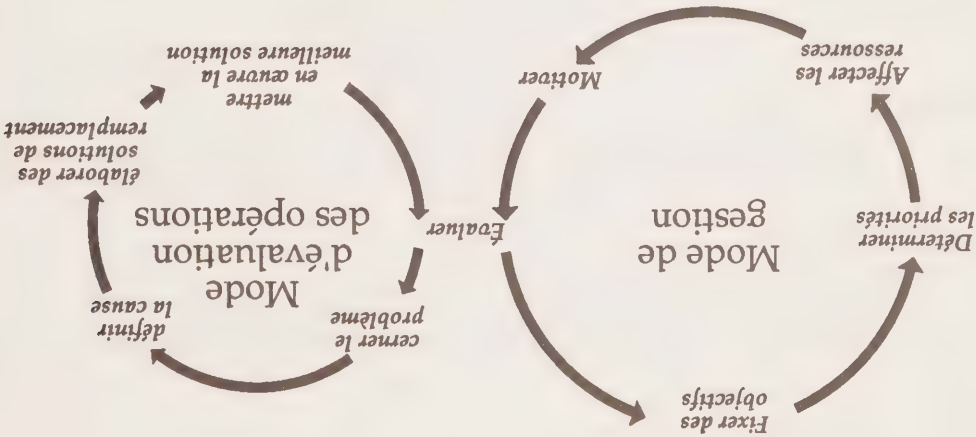 Fixer des
objectifs
Déterminer
les priorités
Affecter les
ressources
Motiver
Évaluer
Mode de
gestion
cerner le
problème
définir
la cause
élaborer des
solutions de
remplacement
mettre
en œuvre la
meilleure solution
Mode
d'évaluation
des opérations